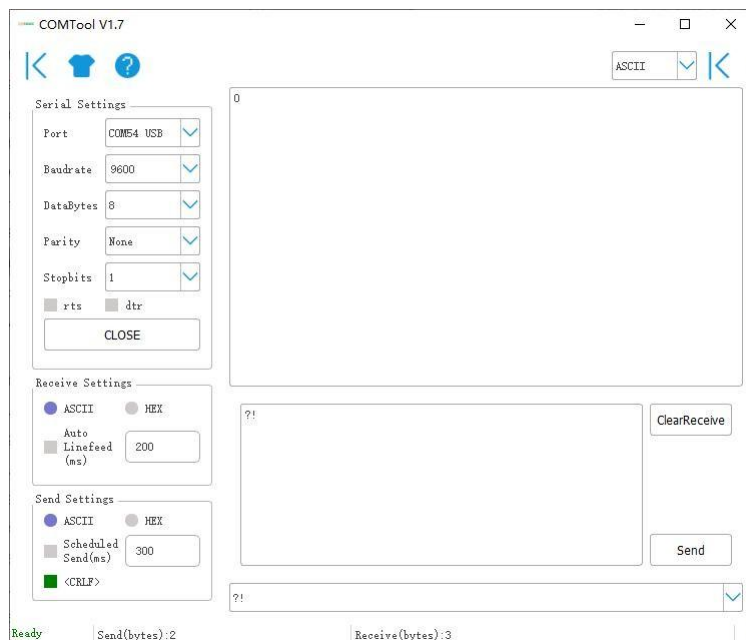 COMTool V1.7
ASCII
Serial Settings
Port COM54 USB
Baudrate 9600
DataBytes 8
Parity None
Stopbits 1
rts dtr
CLOSE
0
Receive Settings
ASCII HEX
Auto
Linefeed
(ms)
200
?!
ClearReceive
Send Settings
ASCII HEX
Scheduled
Send(ms)
300
<CRLF>
Send
?!
Ready Send(bytes):2 Receive(bytes):3